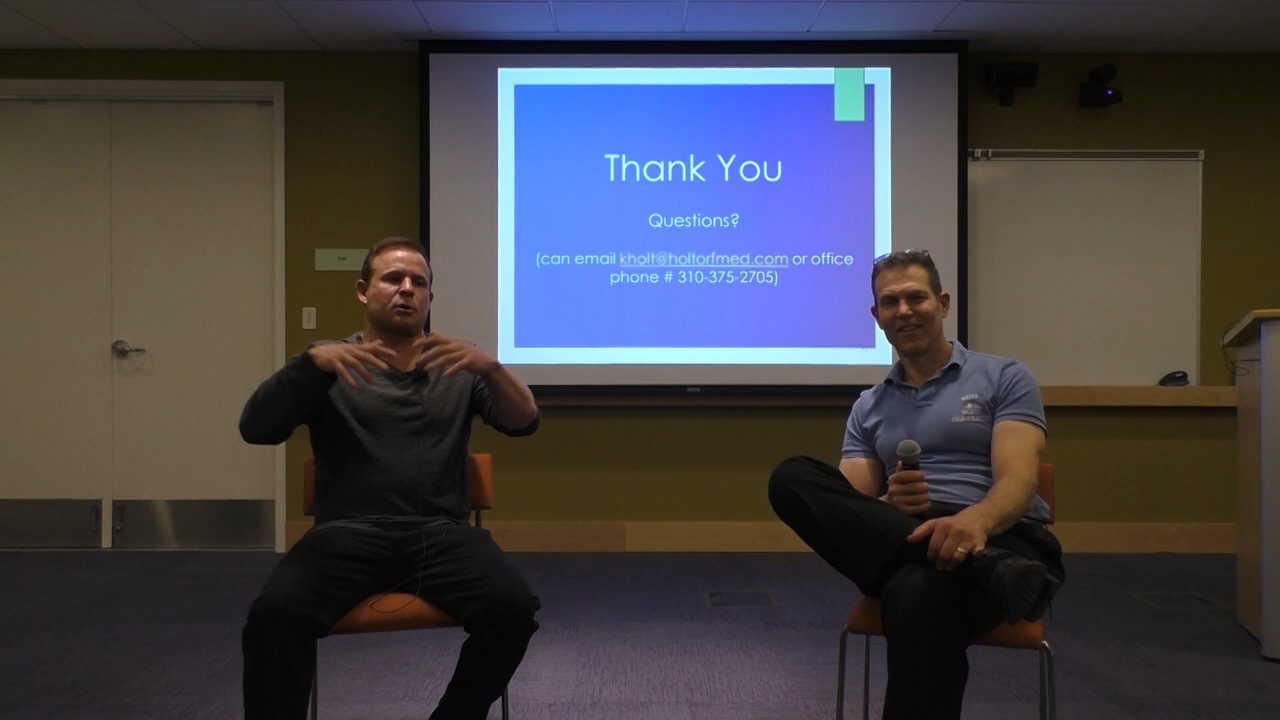 Thank You
Questions?
(can email kholt@holtorfmed.com or office
phone # 310-375-2705)